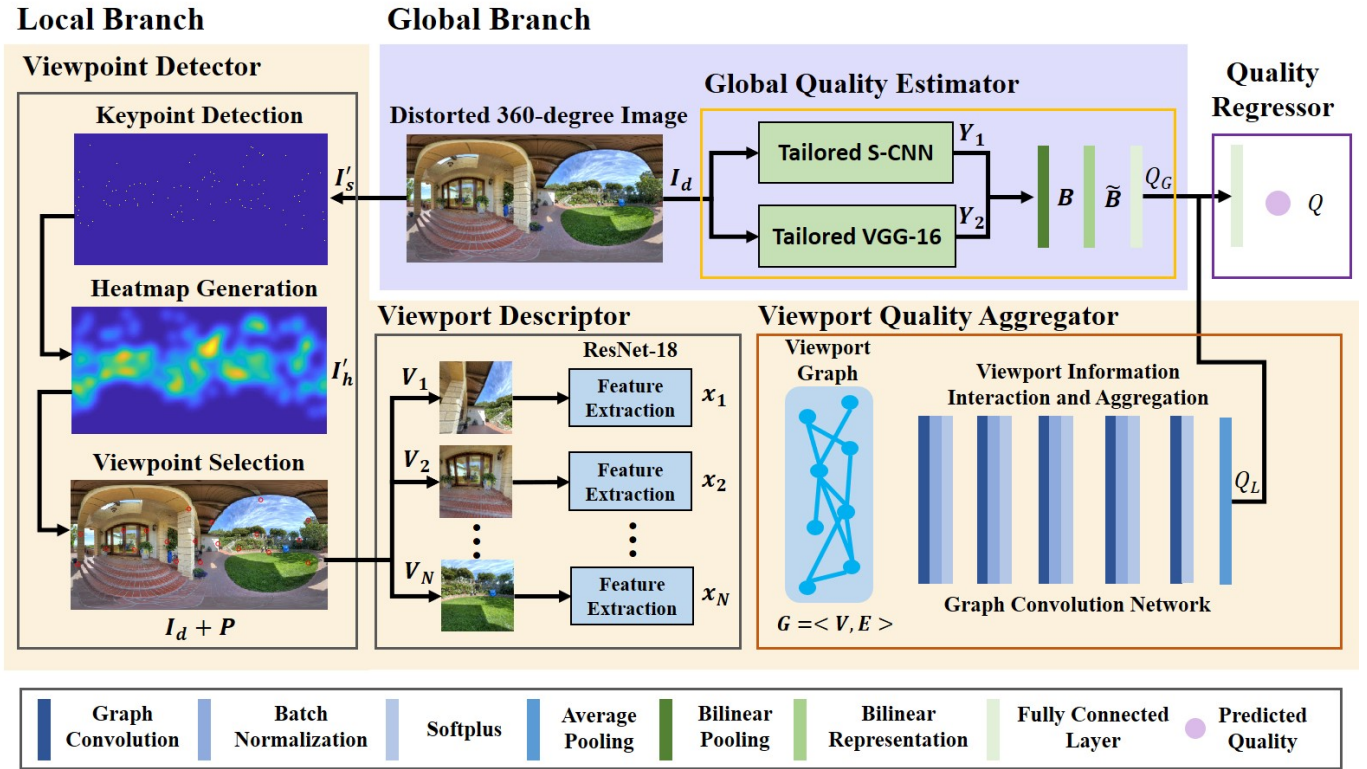 Local Branch
Global Branch
Viewpoint Detector
Keypoint Detection
I′s
Heatmap Generation
I′h
Viewpoint Selection
Id + P
Distorted 360-degree Image
Id
Global Quality Estimator
Tailored S-CNN
Y1
Tailored VGG-16
Y2
B
B̃
QG
Quality
Regressor
Q
Viewport Descriptor
ResNet-18
V1
Feature
Extraction
x1
V2
Feature
Extraction
x2
VN
Feature
Extraction
xN
Viewport Quality Aggregator
Viewport
Graph
G =< V, E >
Viewport Information
Interaction and Aggregation
QL
Graph Convolution Network
Graph
Convolution
Batch
Normalization
Softplus
Average
Pooling
Bilinear
Pooling
Bilinear
Representation
Fully Connected
Layer
Predicted
Quality